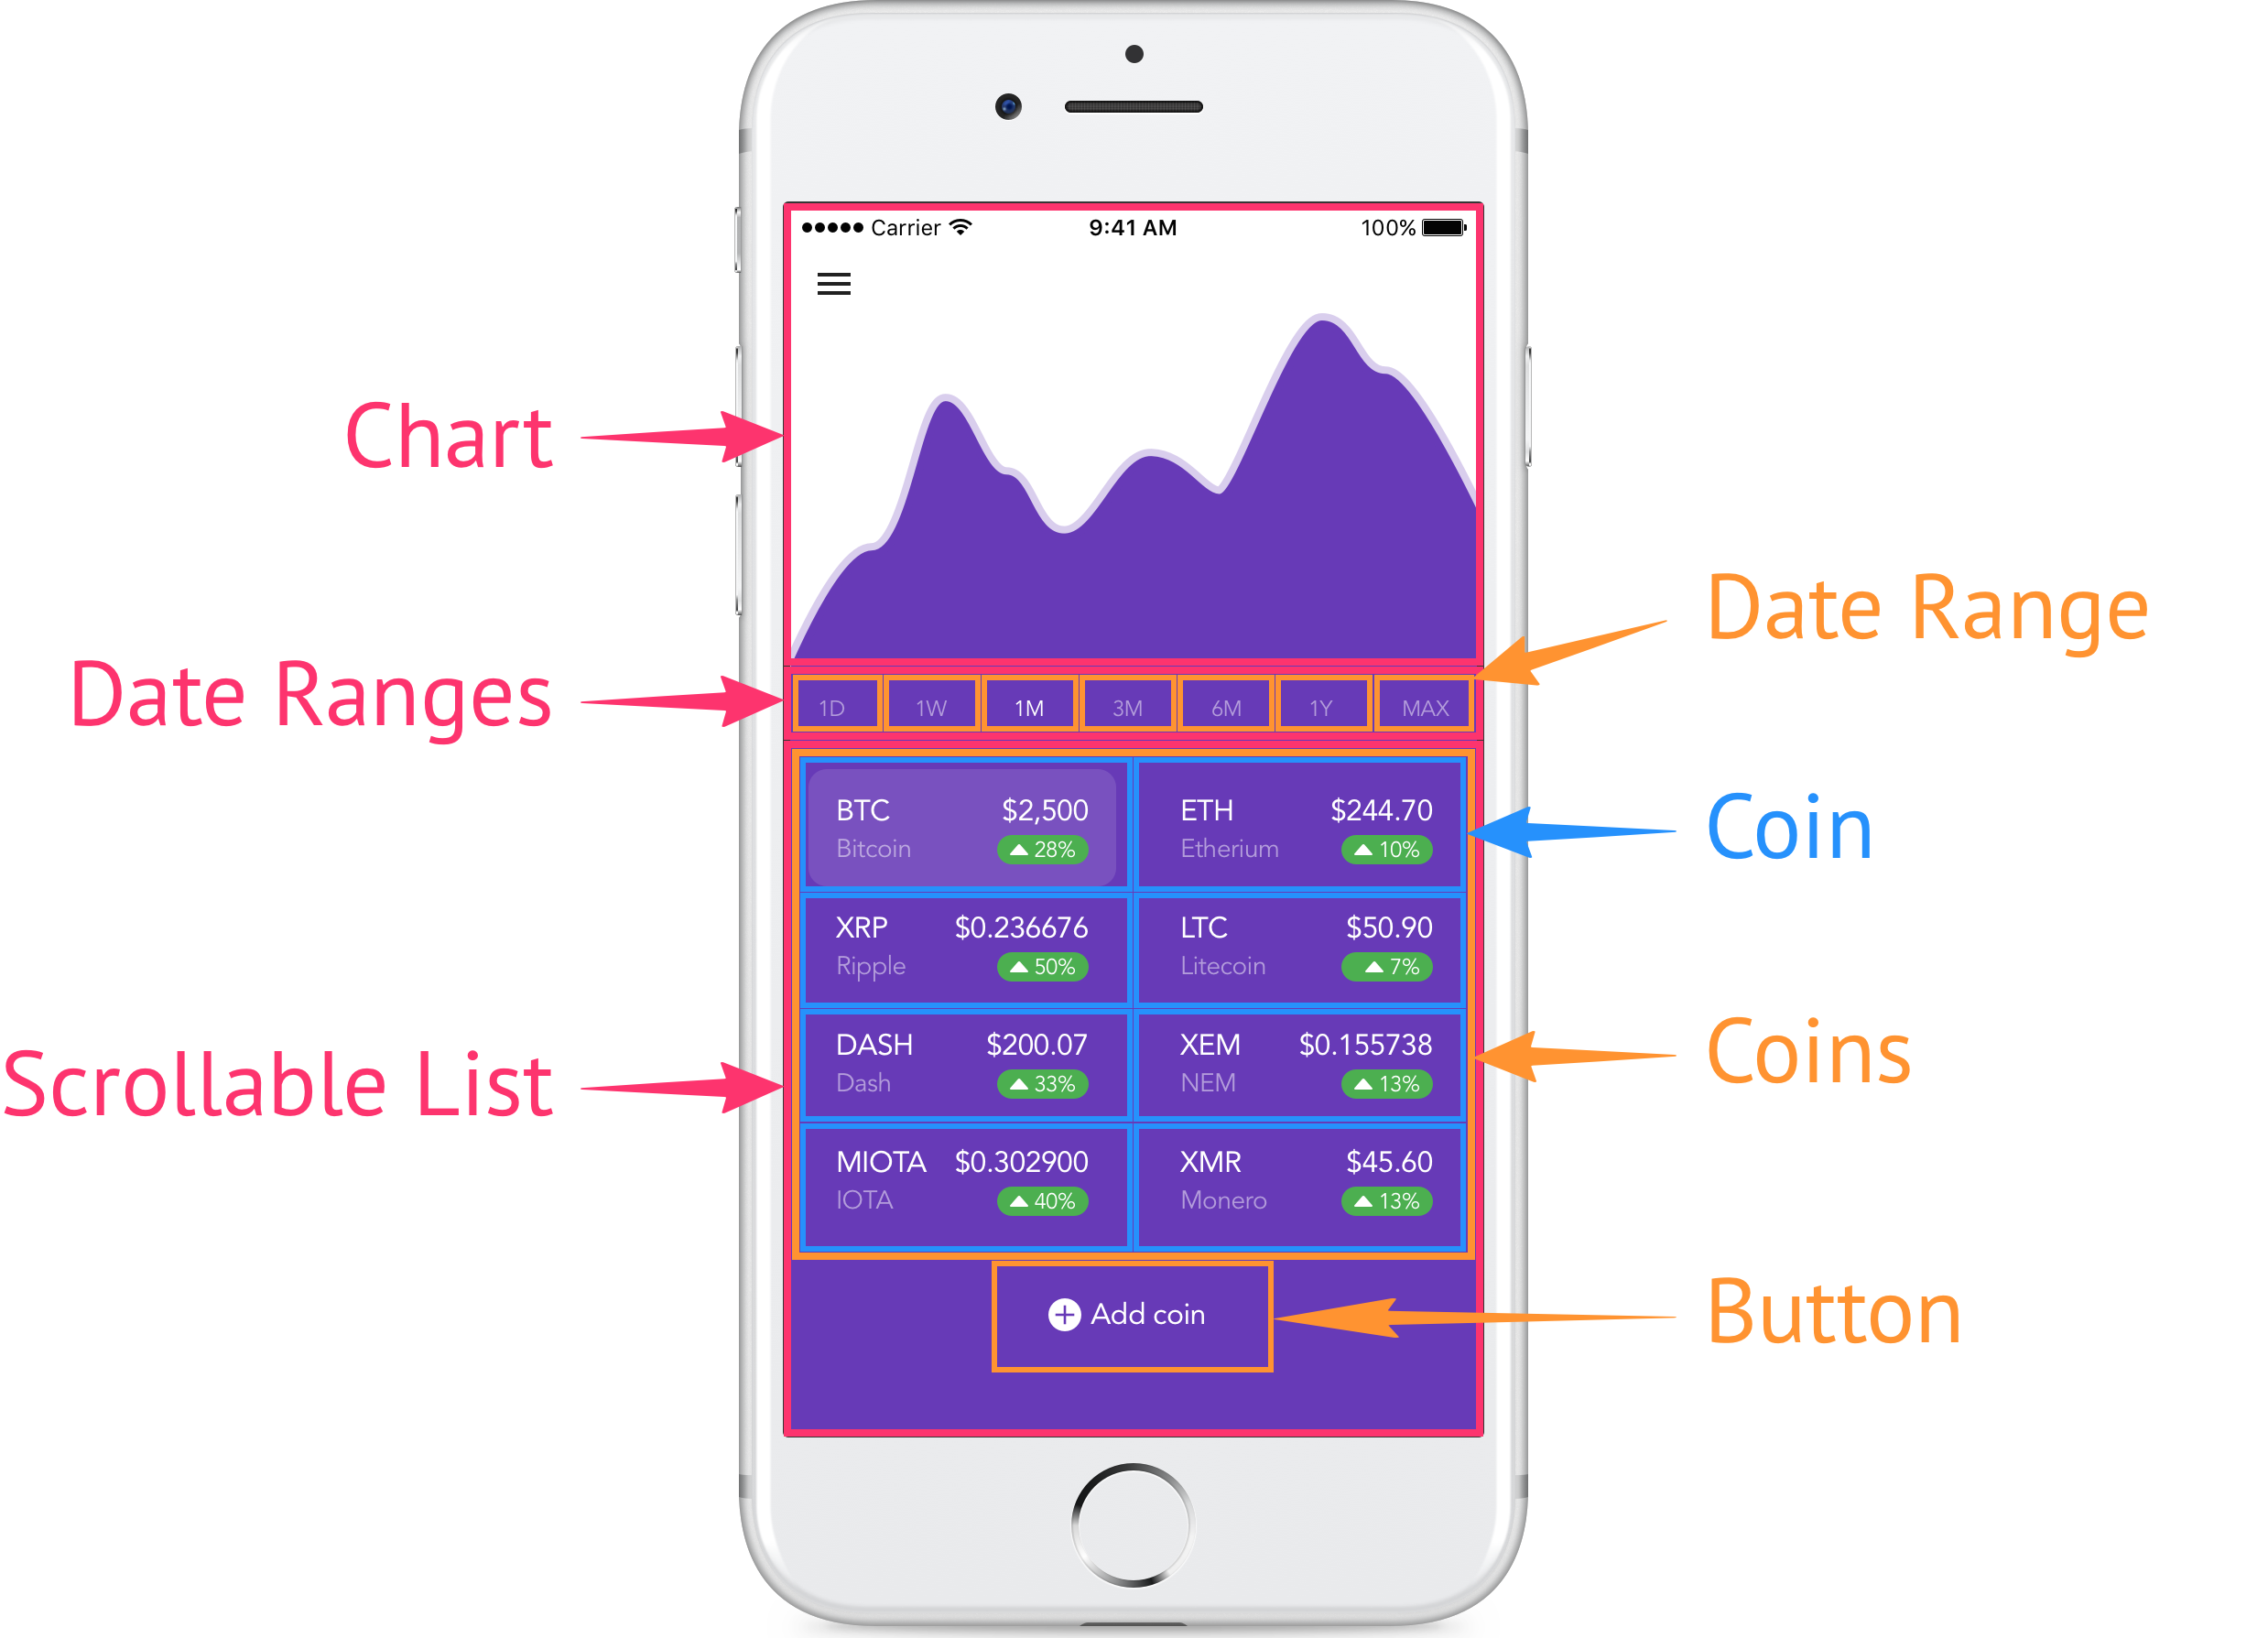 Carrier 9:41 AM 100%
Chart
Date Range
Date Ranges
1D 1W 1M 3M 6M 1Y MAX
BTC $2,500
Bitcoin 28%
ETH $244.70
Etherium 10%
Coin
XRP $0.236676
Ripple 50%
LTC $50.90
Litecoin 7%
Scrollable List
DASH $200.07
Dash 33%
XEM $0.155738
NEM 13%
Coins
MIOTA $0.302900
IOTA 40%
XMR $45.60
Monero 13%
Add coin
Button